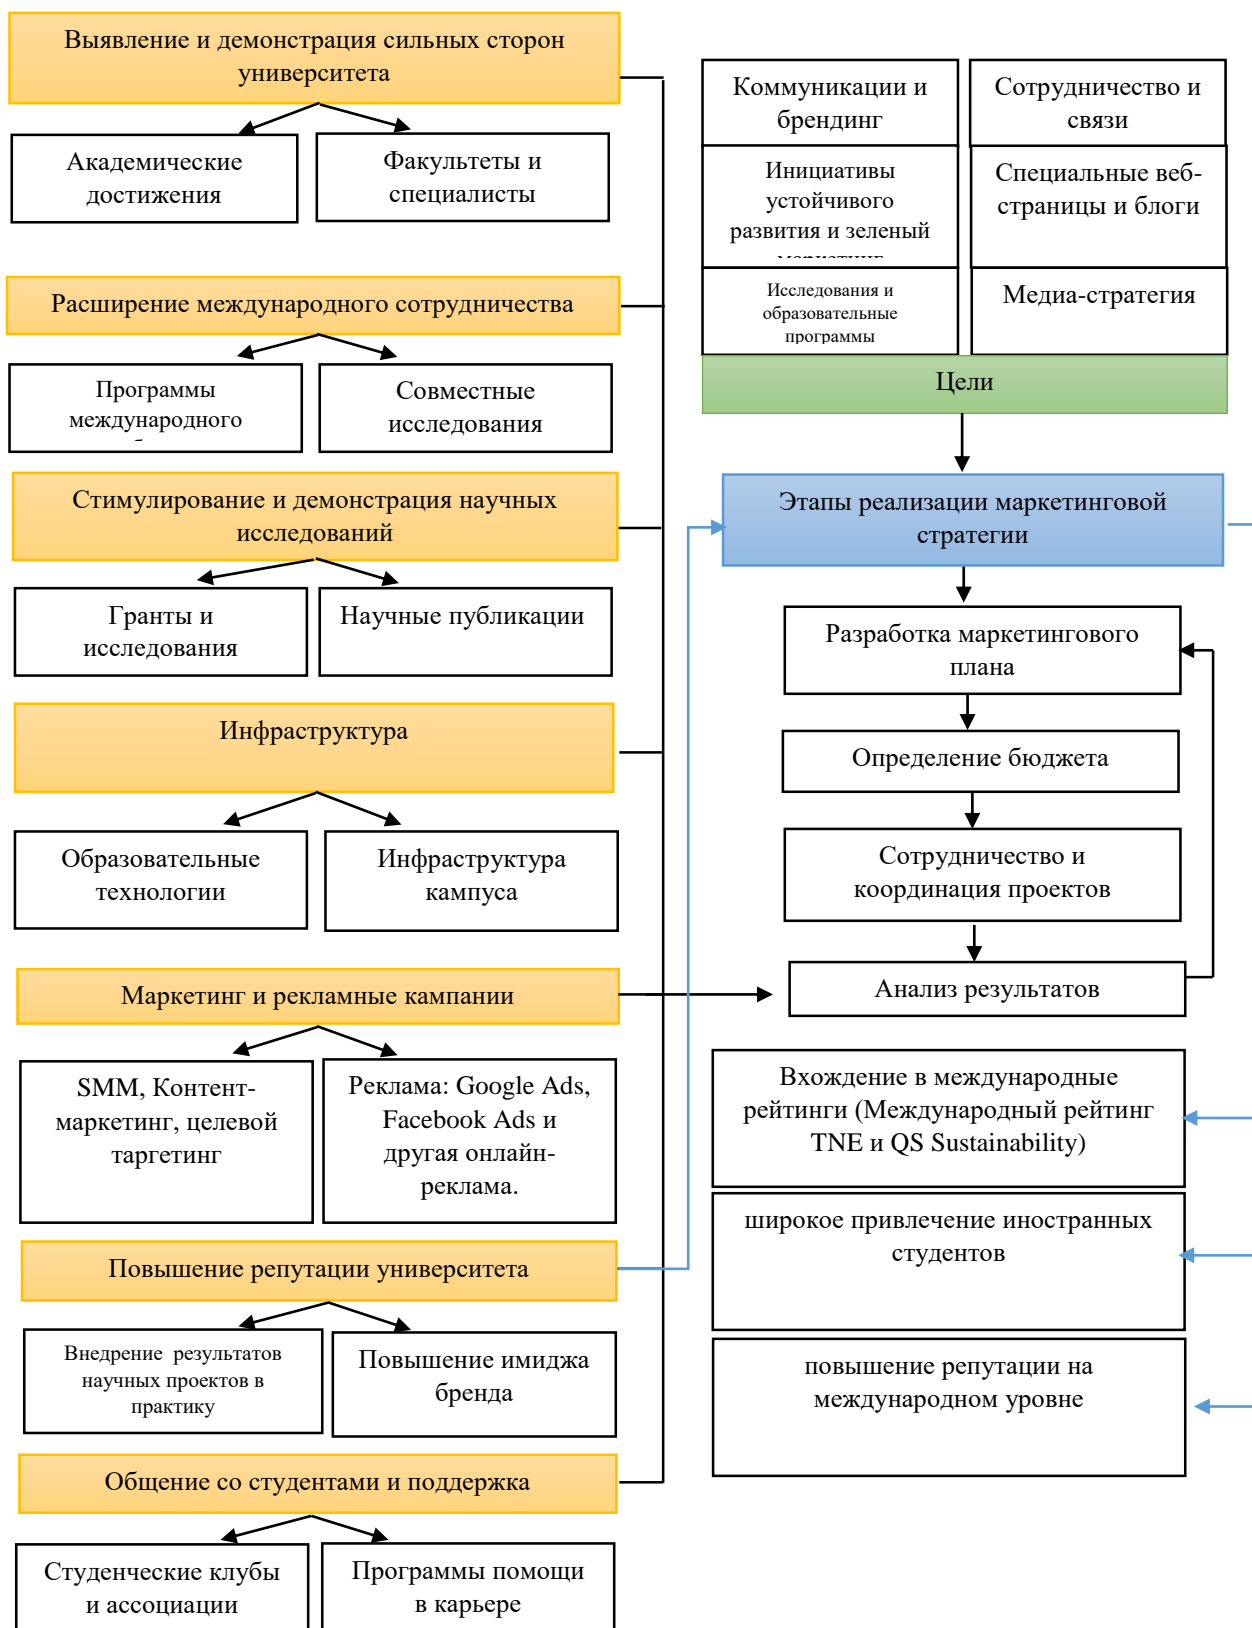 Выявление и демонстрация сильных сторон
университета
Академические
достижения
Факультеты и
специалисты
Расширение международного сотрудничества
Программы
международного
Совместные
исследования
Стимулирование и демонстрация научных
исследований
Гранты и
исследования
Научные публикации
Инфраструктура
Образовательные
технологии
Инфраструктура
кампуса
Маркетинг и рекламные кампании
SMM, Контент-
маркетинг, целевой
таргетинг
Реклама: Google Ads,
Facebook Ads и
другая онлайн-
реклама.
Повышение репутации университета
Внедрение результатов
научных проектов в
практику
Повышение имиджа
бренда
Общение со студентами и поддержка
Студенческие клубы
и ассоциации
Программы помощи
в карьере
Коммуникации и
брендинг
Сотрудничество и
связи
Инициативы
устойчивого
развития и зеленый
Специальные веб-
страницы и блоги
Исследования и
образовательные
программы
Медиа-стратегия
Цели
Этапы реализации маркетинговой
стратегии
Разработка маркетингового
плана
Определение бюджета
Сотрудничество и
координация проектов
Анализ результатов
Вхождение в международные
рейтинги (Международный рейтинг
TNE и QS Sustainability)
широкое привлечение иностранных
студентов
повышение репутации на
международном уровне